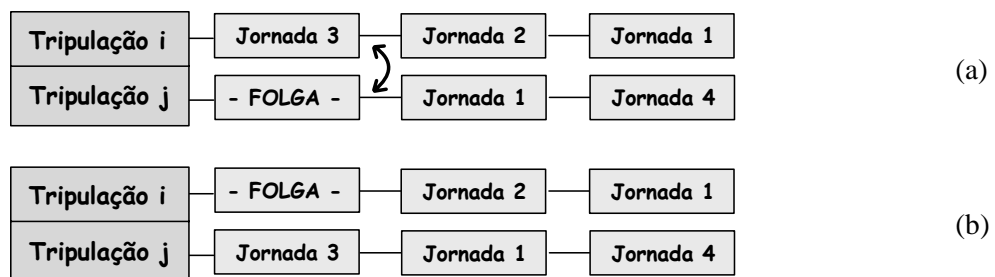 Tripulação i Jornada 3 Jornada 2 Jornada 1
(a)
Tripulação j - FOLGA - Jornada 1 Jornada 4
Tripulação i - FOLGA - Jornada 2 Jornada 1
(b)
Tripulação j Jornada 3 Jornada 1 Jornada 4